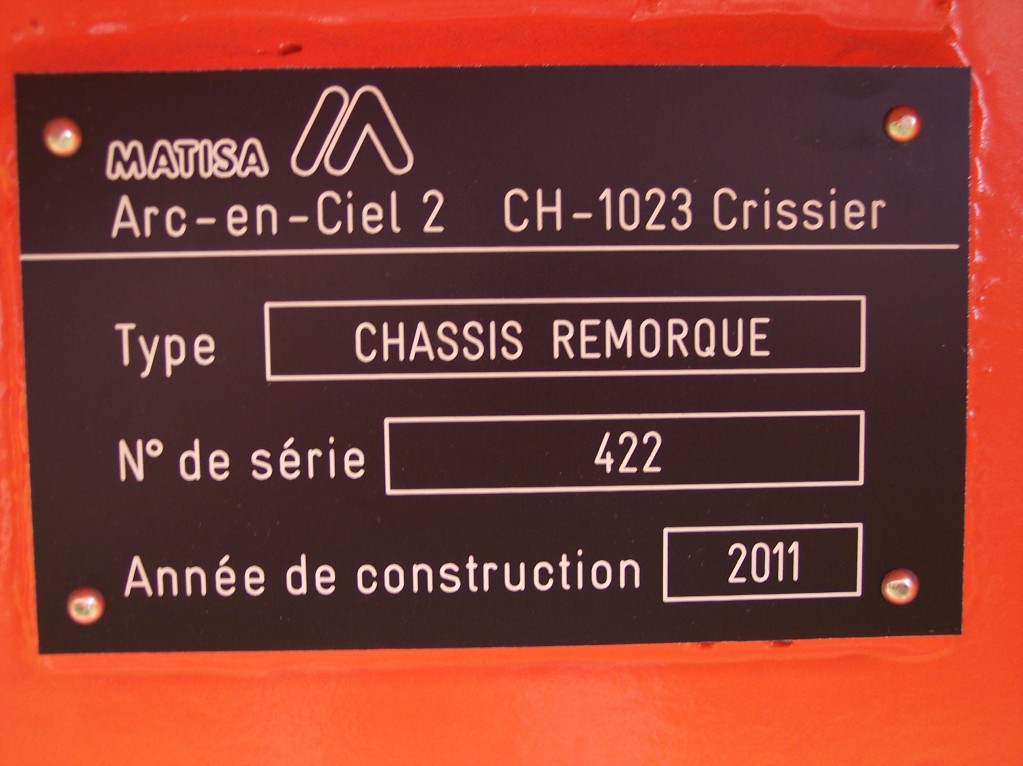 MATISA
Arc-en-Ciel 2 CH-1023 Crissier
Type CHASSIS REMORQUE
N° de série 422
Année de construction 2011